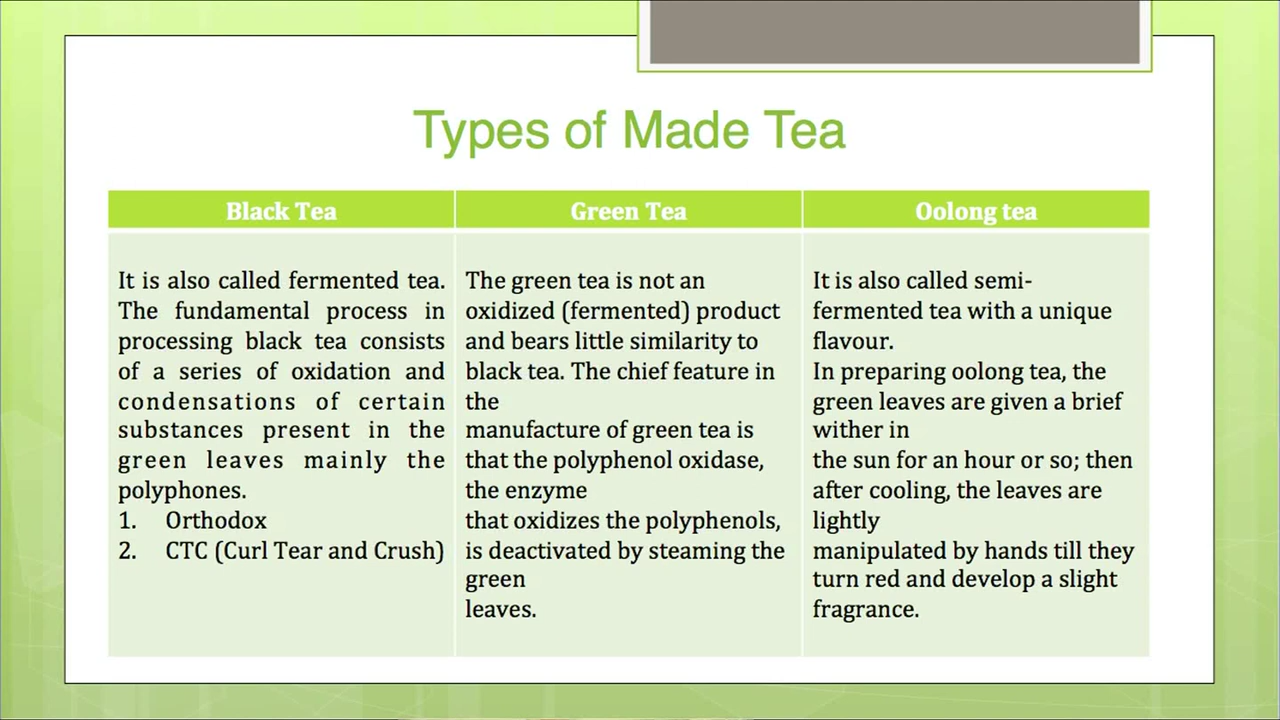 Types of Made Tea
Black Tea
Green Tea
Oolong tea
It is also called fermented tea.
The fundamental process in
processing black tea consists
of a series of oxidation and
condensations of certain
substances present in the
green leaves mainly the
polyphones.
1. Orthodox
2. CTC (Curl Tear and Crush)
The green tea is not an
oxidized (fermented) product
and bears little similarity to
black tea. The chief feature in
the
manufacture of green tea is
that the polyphenol oxidase,
the enzyme
that oxidizes the polyphenols,
is deactivated by steaming the
green
leaves.
It is also called semi-
fermented tea with a unique
flavour.
In preparing oolong tea, the
green leaves are given a brief
wither in
the sun for an hour or so; then
after cooling, the leaves are
lightly
manipulated by hands till they
turn red and develop a slight
fragrance.